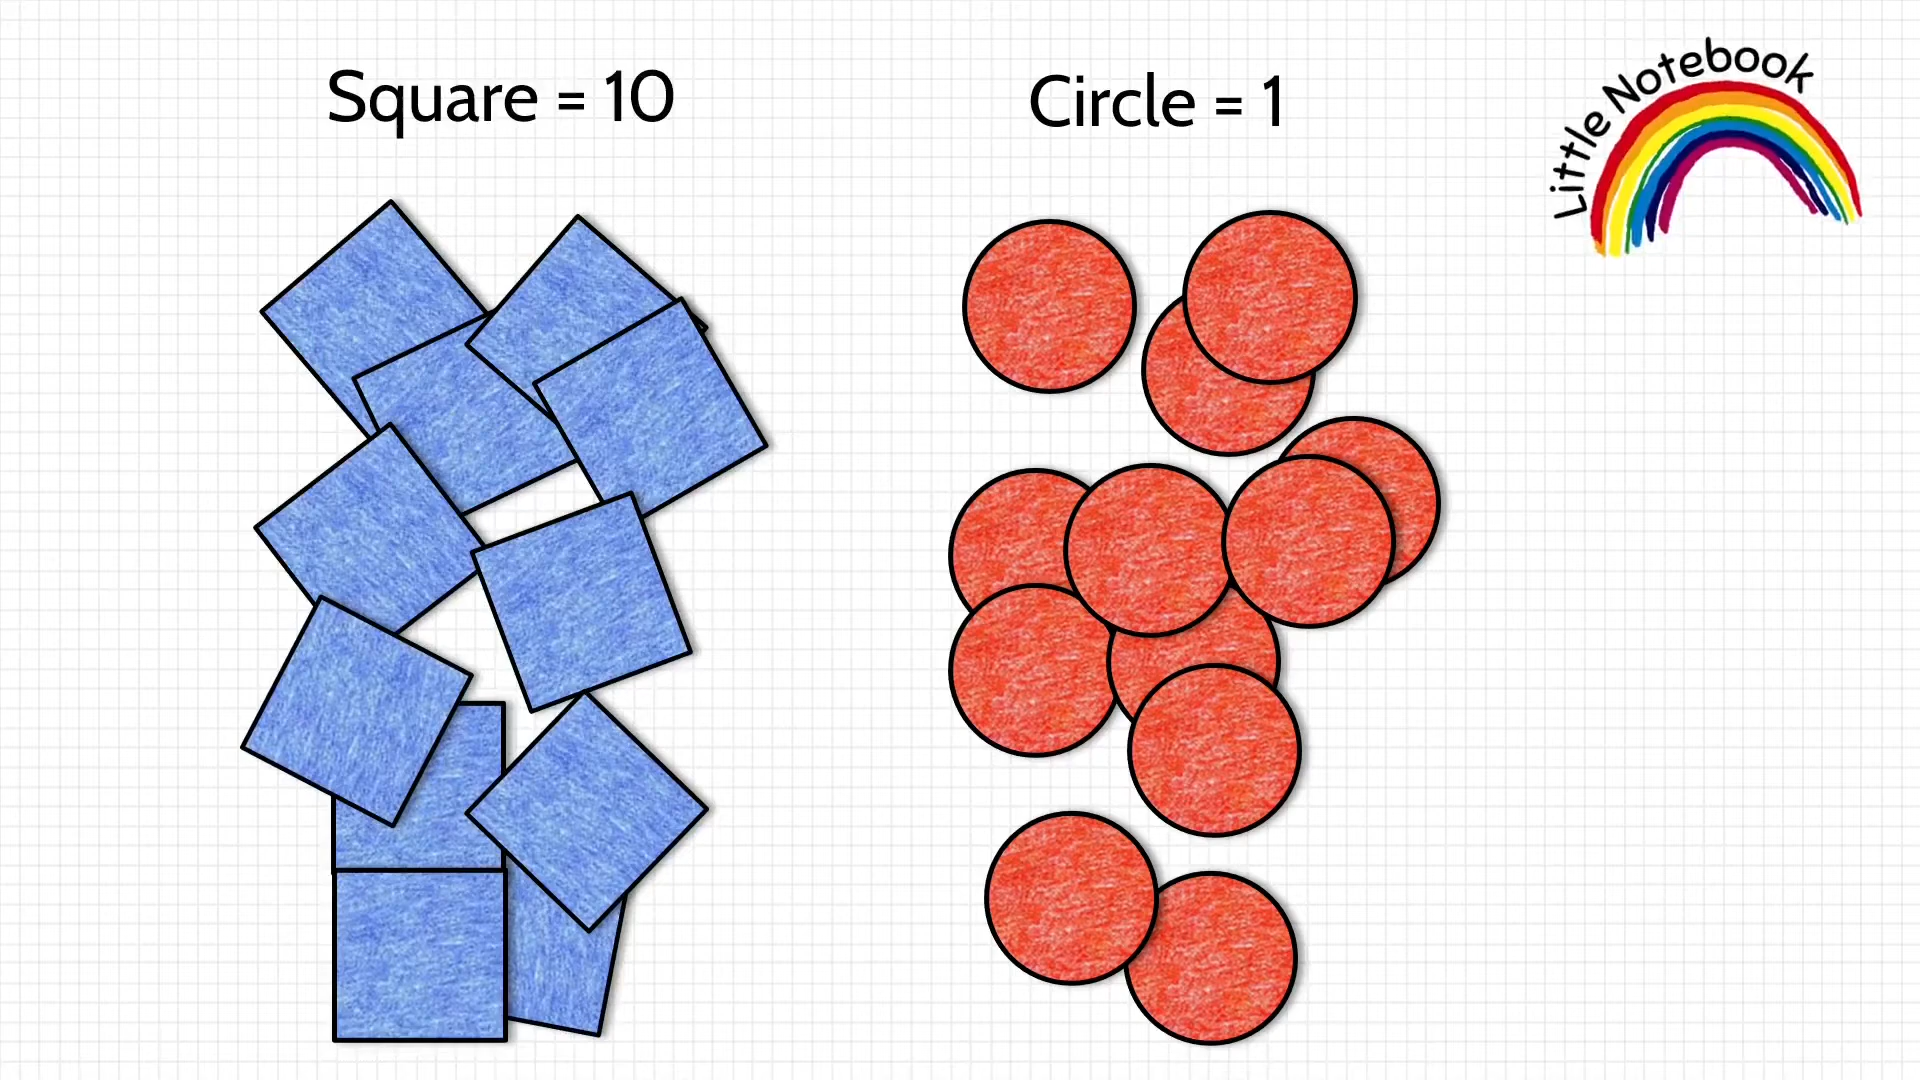 Square = 10
Circle = 1
Little Notebook